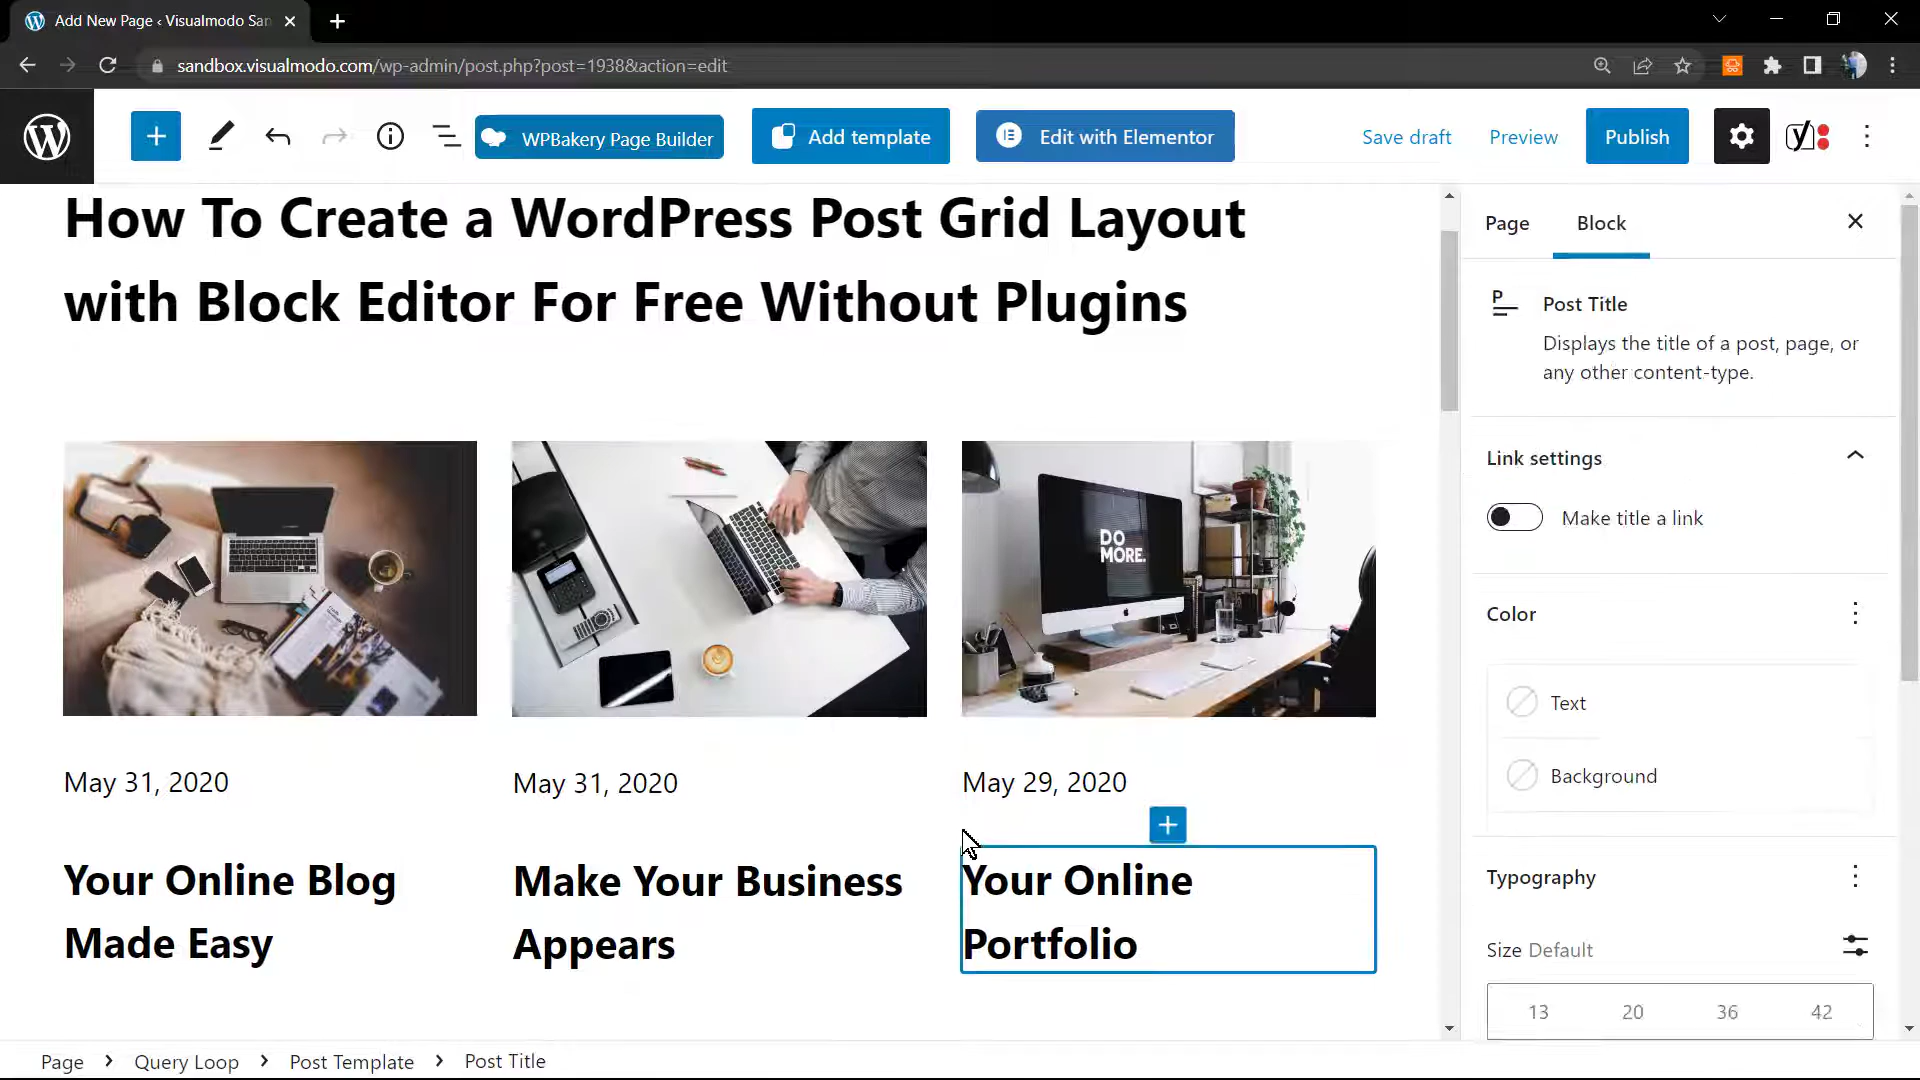 Add New Page ‹ Visualmodo San
sandbox.visualmodo.com/wp-admin/post.php?post=1938&action=edit
WPBakery Page Builder
Add template
Edit with Elementor
Save draft
Preview
Publish
How To Create a WordPress Post Grid Layout
with Block Editor For Free Without Plugins
DO
MORE.
May 31, 2020
May 31, 2020
May 29, 2020
Your Online Blog
Made Easy
Make Your Business
Appears
Your Online
Portfolio
Page
Block
Post Title
Displays the title of a post, page, or
any other content-type.
Link settings
Make title a link
Color
Text
Background
Typography
Size Default
13 20 36 42
Page > Query Loop > Post Template > Post Title